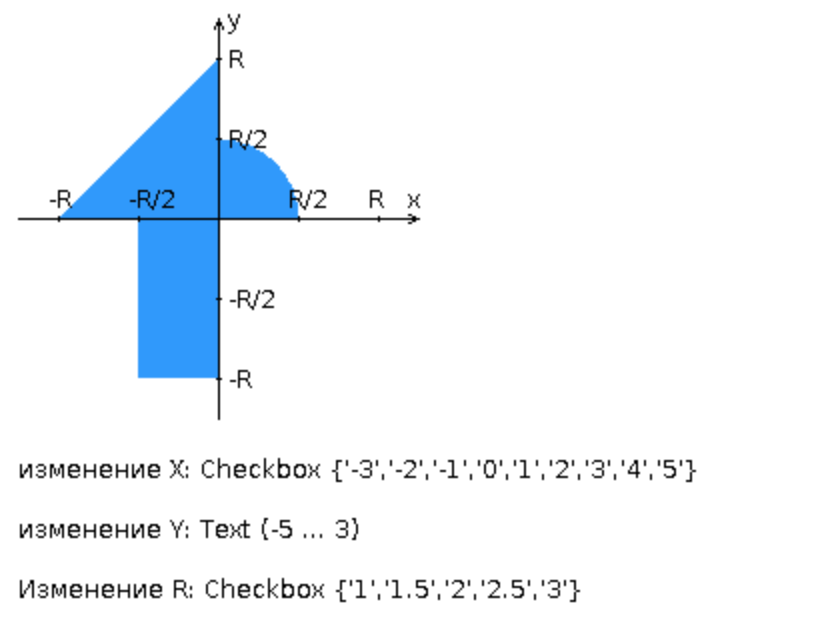 y
R
R/2
-R -R/2 R/2 R x
-R/2
-R
изменение X: Checkbox {'-3','-2','-1','0','1','2','3','4','5'}
изменение Y: Text (-5 ... 3)
Изменение R: Checkbox {'1','1.5','2','2.5','3'}